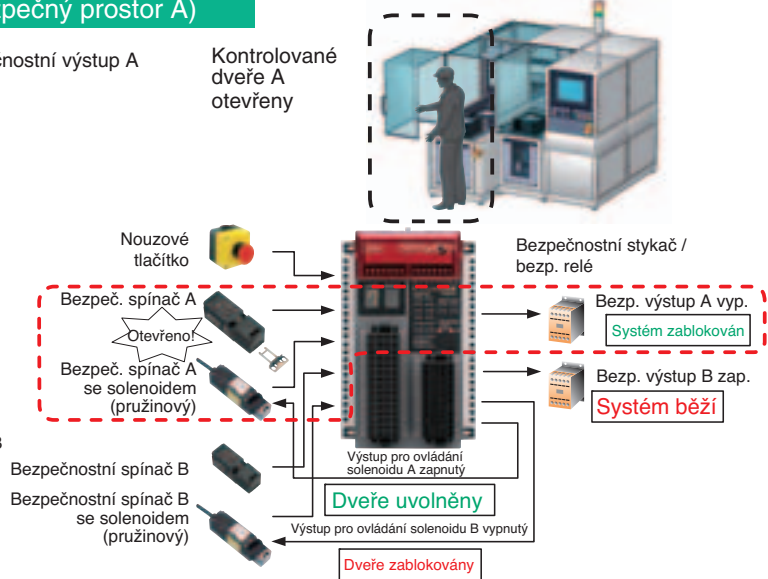 pečný prostor A)
nostní výstup A
Kontrolované
dveře A
otevřeny
Nouzové
tlačítko
Bezpečnostní stykač /
bezp. relé
Bezpeč. spínač A
Otevřeno!
Bezp. výstup A vyp.
Systém zablokován
Bezpeč. spínač A
se solenoidem
(pružinový)
Bezp. výstup B zap.
Systém běží
B
Bezpečnostní spínač B
Výstup pro ovládání
solenoidu A zapnutý
Dveře uvolněny
Bezpečnostní spínač B
se solenoidem
(pružinový)
Výstup pro ovládání solenoidu B vypnutý
Dveře zablokovány